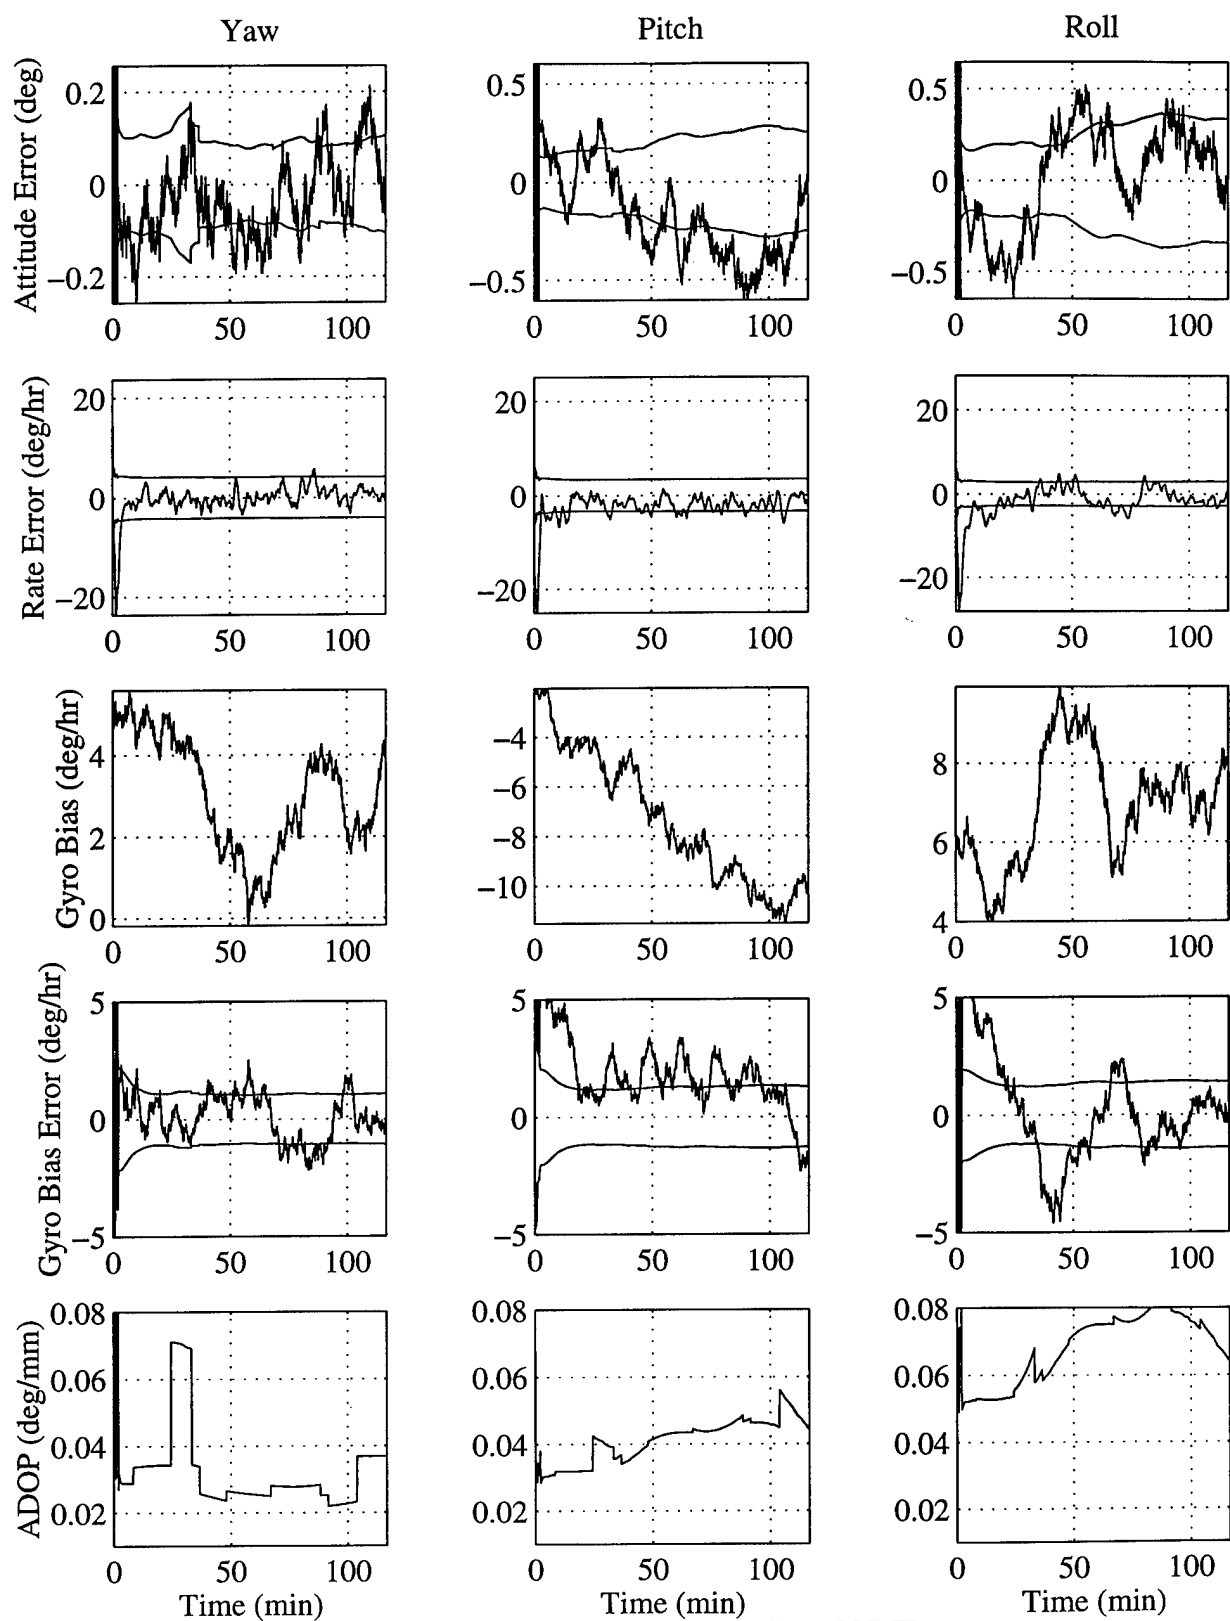 Yaw Pitch Roll
Attitude Error (deg)
0.2
0
−0.2
0 50 100
0.5
0
−0.5
0 50 100
0.5
0
−0.5
0 50 100
Rate Error (deg/hr)
20
0
−20
0 50 100
20
0
−20
0 50 100
20
0
−20
0 50 100
Gyro Bias (deg/hr)
4
2
0
0 50 100
−4
−6
−8
−10
0 50 100
8
6
4
0 50 100
Gyro Bias Error (deg/hr)
5
0
−5
0 50 100
5
0
−5
0 50 100
5
0
−5
0 50 100
ADOP (deg/mm)
0.08
0.06
0.04
0.02
0 50 100
Time (min)
0.08
0.06
0.04
0.02
0 50 100
Time (min)
0.08
0.06
0.04
0.02
0 50 100
Time (min)